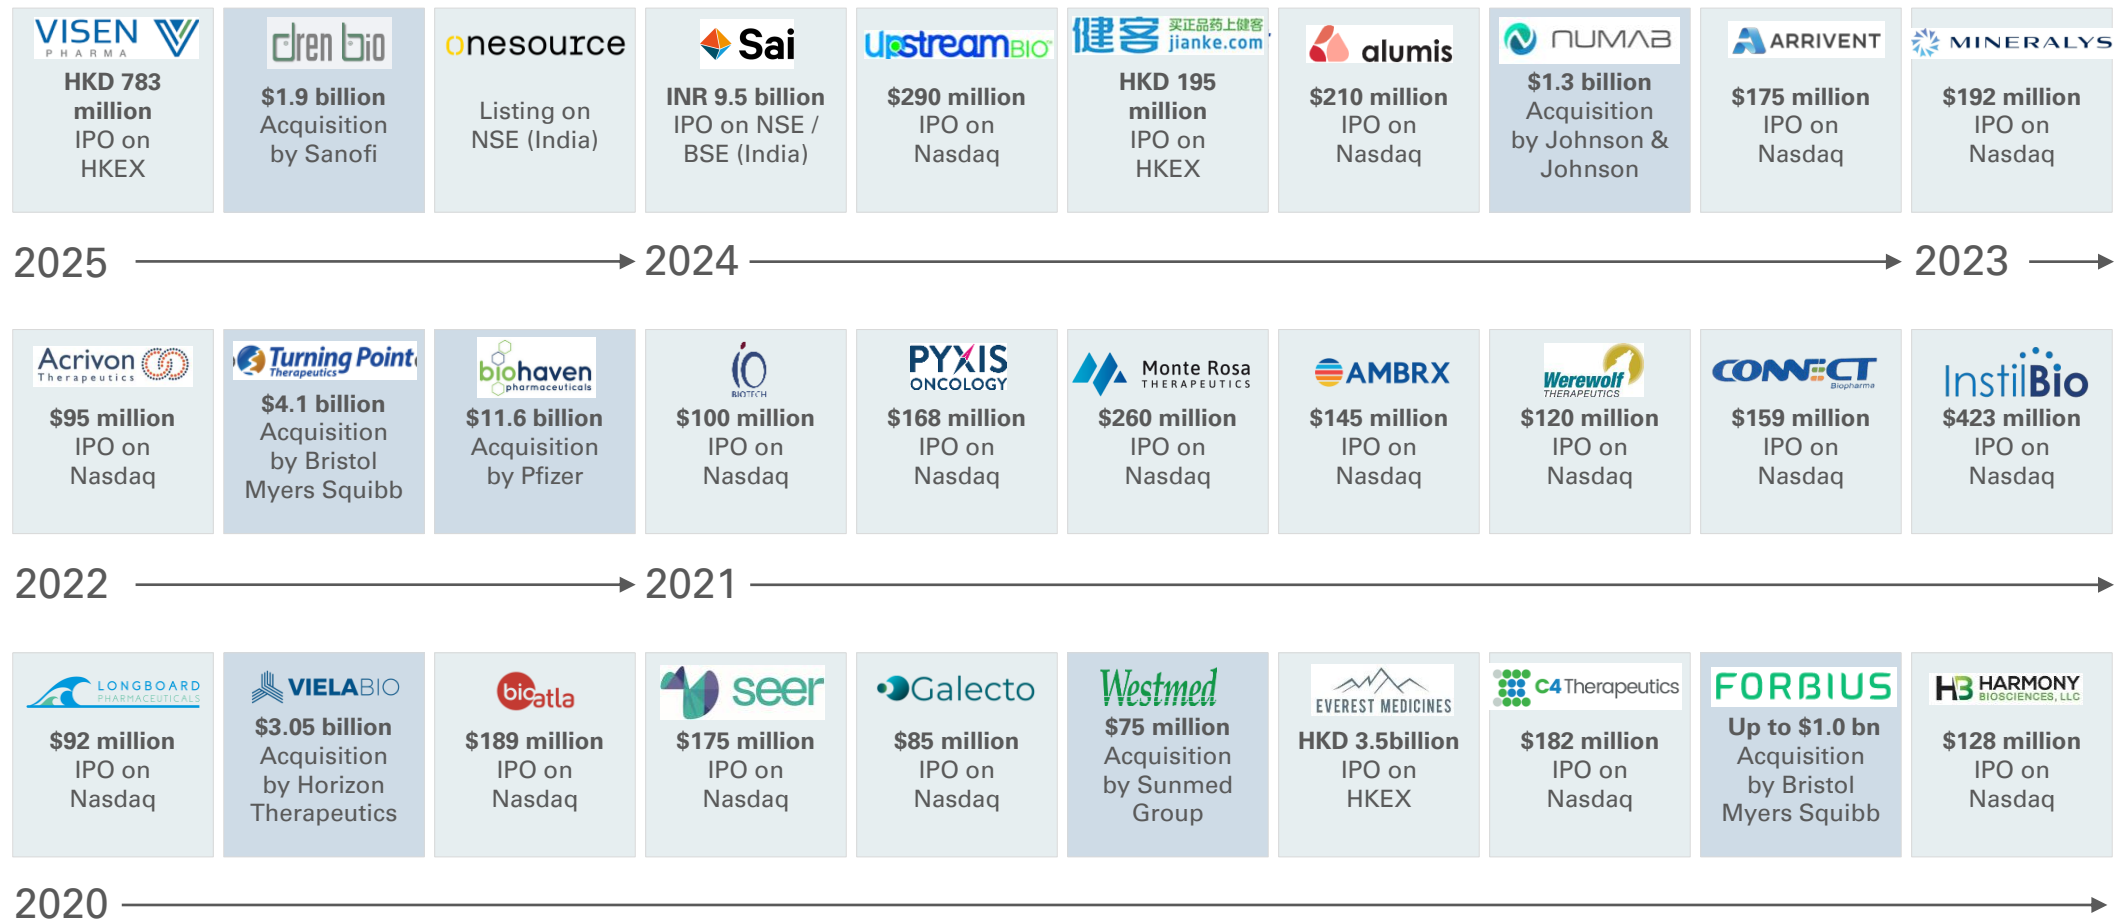 VISEN
PHARMA
HKD 783
million
IPO on
HKEX
dren bio
$1.9 billion
Acquisition
by Sanofi
onesource
Listing on
NSE (India)
Sai
INR 9.5 billion
IPO on NSE /
BSE (India)
UpstreamBIO
$290 million
IPO on
Nasdaq
健客 买正品药上健客
jianke.com
HKD 195
million
IPO on
HKEX
alumis
$210 million
IPO on
Nasdaq
NUMAB
$1.3 billion
Acquisition
by Johnson &
Johnson
ARRIVENT
$175 million
IPO on
Nasdaq
MINERALYS
$192 million
IPO on
Nasdaq
2025
2024
2023
Acrivon
Therapeutics
$95 million
IPO on
Nasdaq
Turning Point
Therapeutics
$4.1 billion
Acquisition
by Bristol
Myers Squibb
biohaven
pharmaceuticals
$11.6 billion
Acquisition
by Pfizer
IO
BIOTECH
$100 million
IPO on
Nasdaq
PYXIS
ONCOLOGY
$168 million
IPO on
Nasdaq
Monte Rosa
THERAPEUTICS
$260 million
IPO on
Nasdaq
AMBRX
$145 million
IPO on
Nasdaq
Werewolf
THERAPEUTICS
$120 million
IPO on
Nasdaq
CONNECT
Biopharma
$159 million
IPO on
Nasdaq
InstilBio
$423 million
IPO on
Nasdaq
2022
2021
LONGBOARD
PHARMACEUTICALS
$92 million
IPO on
Nasdaq
VIELABIO
$3.05 billion
Acquisition
by Horizon
Therapeutics
bioatla
$189 million
IPO on
Nasdaq
seer
$175 million
IPO on
Nasdaq
Galecto
$85 million
IPO on
Nasdaq
Westmed
$75 million
Acquisition
by Sunmed
Group
EVEREST MEDICINES
HKD 3.5billion
IPO on
HKEX
C4 Therapeutics
$182 million
IPO on
Nasdaq
FORBIUS
Up to $1.0 bn
Acquisition
by Bristol
Myers Squibb
HB HARMONY
BIOSCIENCES, LLC
$128 million
IPO on
Nasdaq
2020